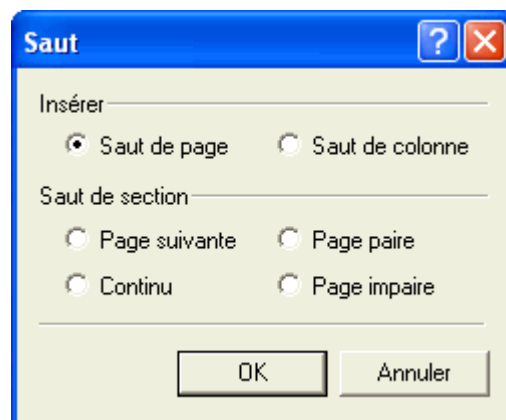 Saut ?
Insérer
Saut de page Saut de colonne
Saut de section
Page suivante Page paire
Continu Page impaire
OK Annuler